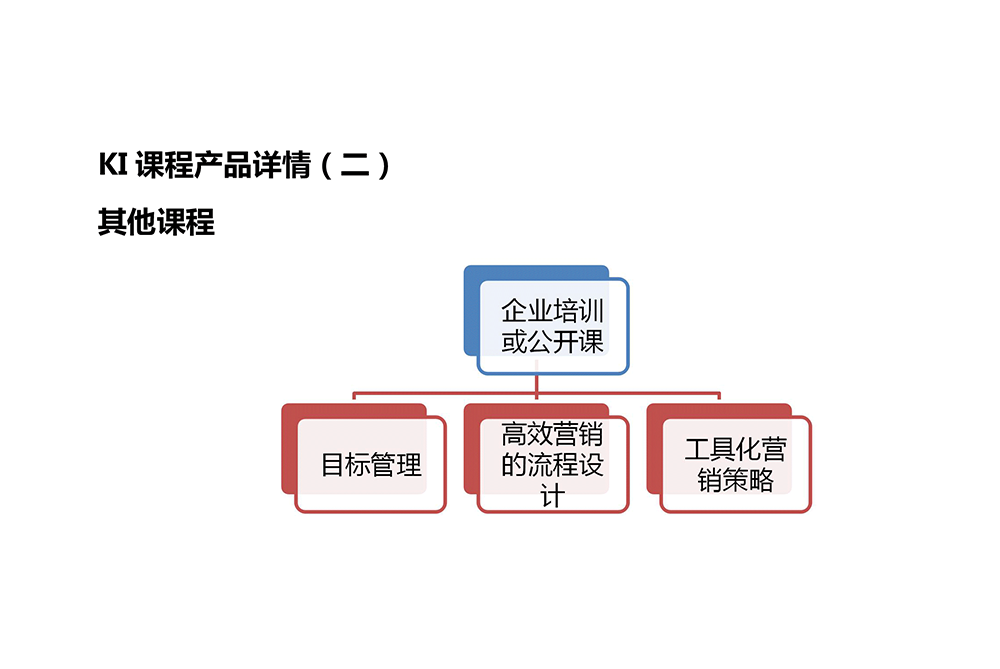 KI 课程产品详情（二）
其他课程
企业培训
或公开课
目标管理
高效营销
的流程设
计
工具化营
销策略